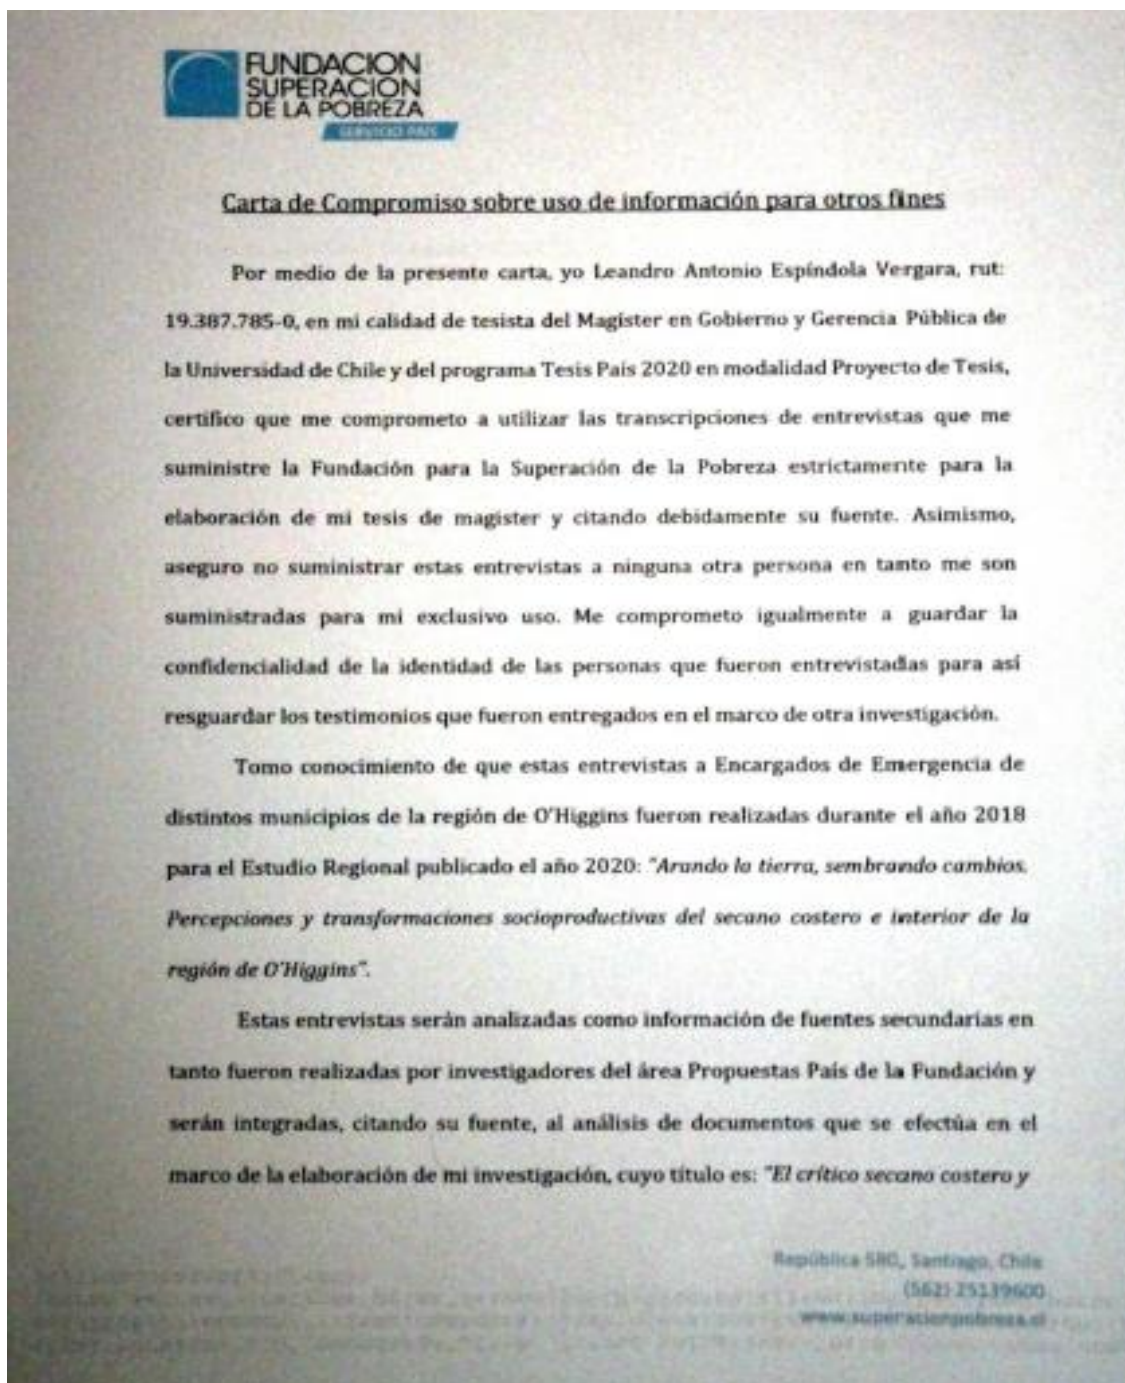 FUNDACION
SUPERACION
DE LA POBREZA
SERVICIO PAIS
Carta de Compromiso sobre uso de información para otros fines
Por medio de la presente carta, yo Leandro Antonio Espíndola Vergara, rut:
19.387.785-0, en mi calidad de tesista del Magíster en Gobierno y Gerencia Pública de
la Universidad de Chile y del programa Tesis País 2020 en modalidad Proyecto de Tesis,
certifico que me comprometo a utilizar las transcripciones de entrevistas que me
suministre la Fundación para la Superación de la Pobreza estrictamente para la
elaboración de mi tesis de magíster y citando debidamente su fuente. Asimismo,
aseguro no suministrar estas entrevistas a ninguna otra persona en tanto me son
suministradas para mi exclusivo uso. Me comprometo igualmente a guardar la
confidencialidad de la identidad de las personas que fueron entrevistadas para así
resguardar los testimonios que fueron entregados en el marco de otra investigación.
Tomo conocimiento de que estas entrevistas a Encargados de Emergencia de
distintos municipios de la región de O'Higgins fueron realizadas durante el año 2018
para el Estudio Regional publicado el año 2020: "Arando la tierra, sembrando cambios.
Percepciones y transformaciones socioproductivas del secano costero e interior de la
región de O'Higgins".
Estas entrevistas serán analizadas como información de fuentes secundarias en
tanto fueron realizadas por investigadores del área Propuestas País de la Fundación y
serán integradas, citando su fuente, al análisis de documentos que se efectúa en el
marco de la elaboración de mi investigación, cuyo título es: "El crítico secano costero y
República 580, Santiago, Chile
(562) 25139600
www.superacionpobreza.cl